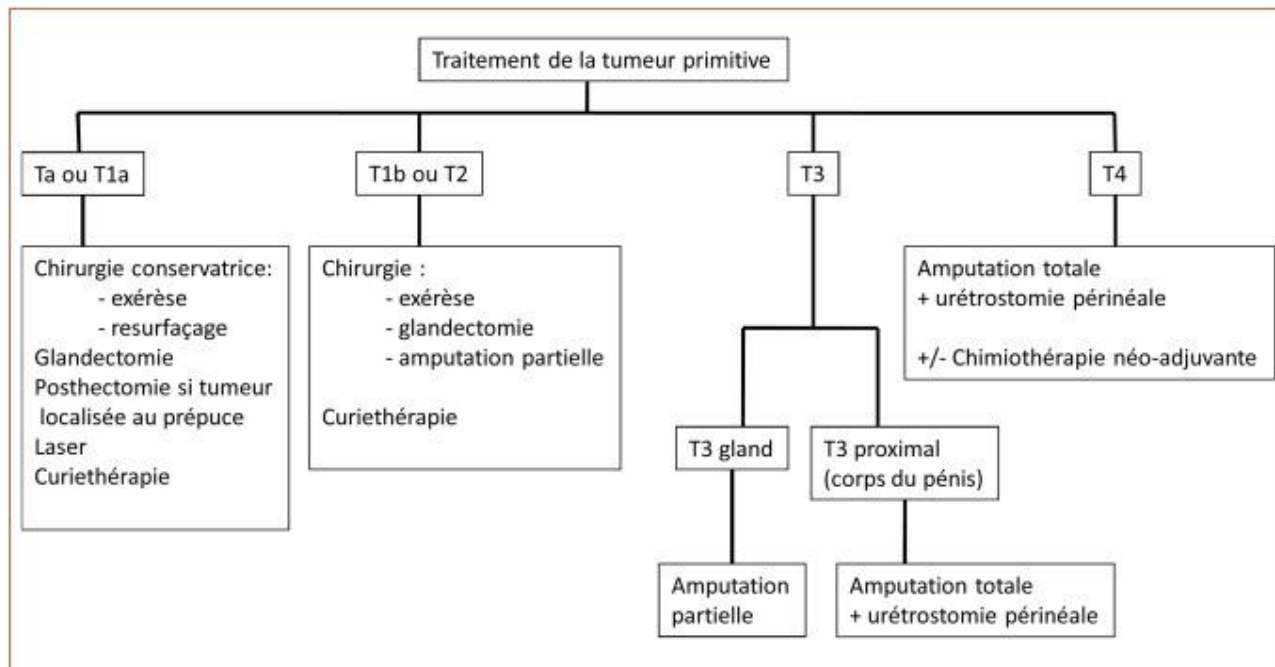 Traitement de la tumeur primitive
Ta ou T1a
T1b ou T2
T3
T4
Chirurgie conservatrice:
- exérèse
- resurfaçage
Glandectomie
Posthectomie si tumeur
localisée au prépuce
Laser
Curiethérapie
Chirurgie :
- exérèse
- glandectomie
- amputation partielle
Curiethérapie
Amputation totale
+ urétrostomie périnéale
+/- Chimiothérapie néo-adjuvante
T3 gland
T3 proximal
(corps du pénis)
Amputation
partielle
Amputation totale
+ urétrostomie périnéale